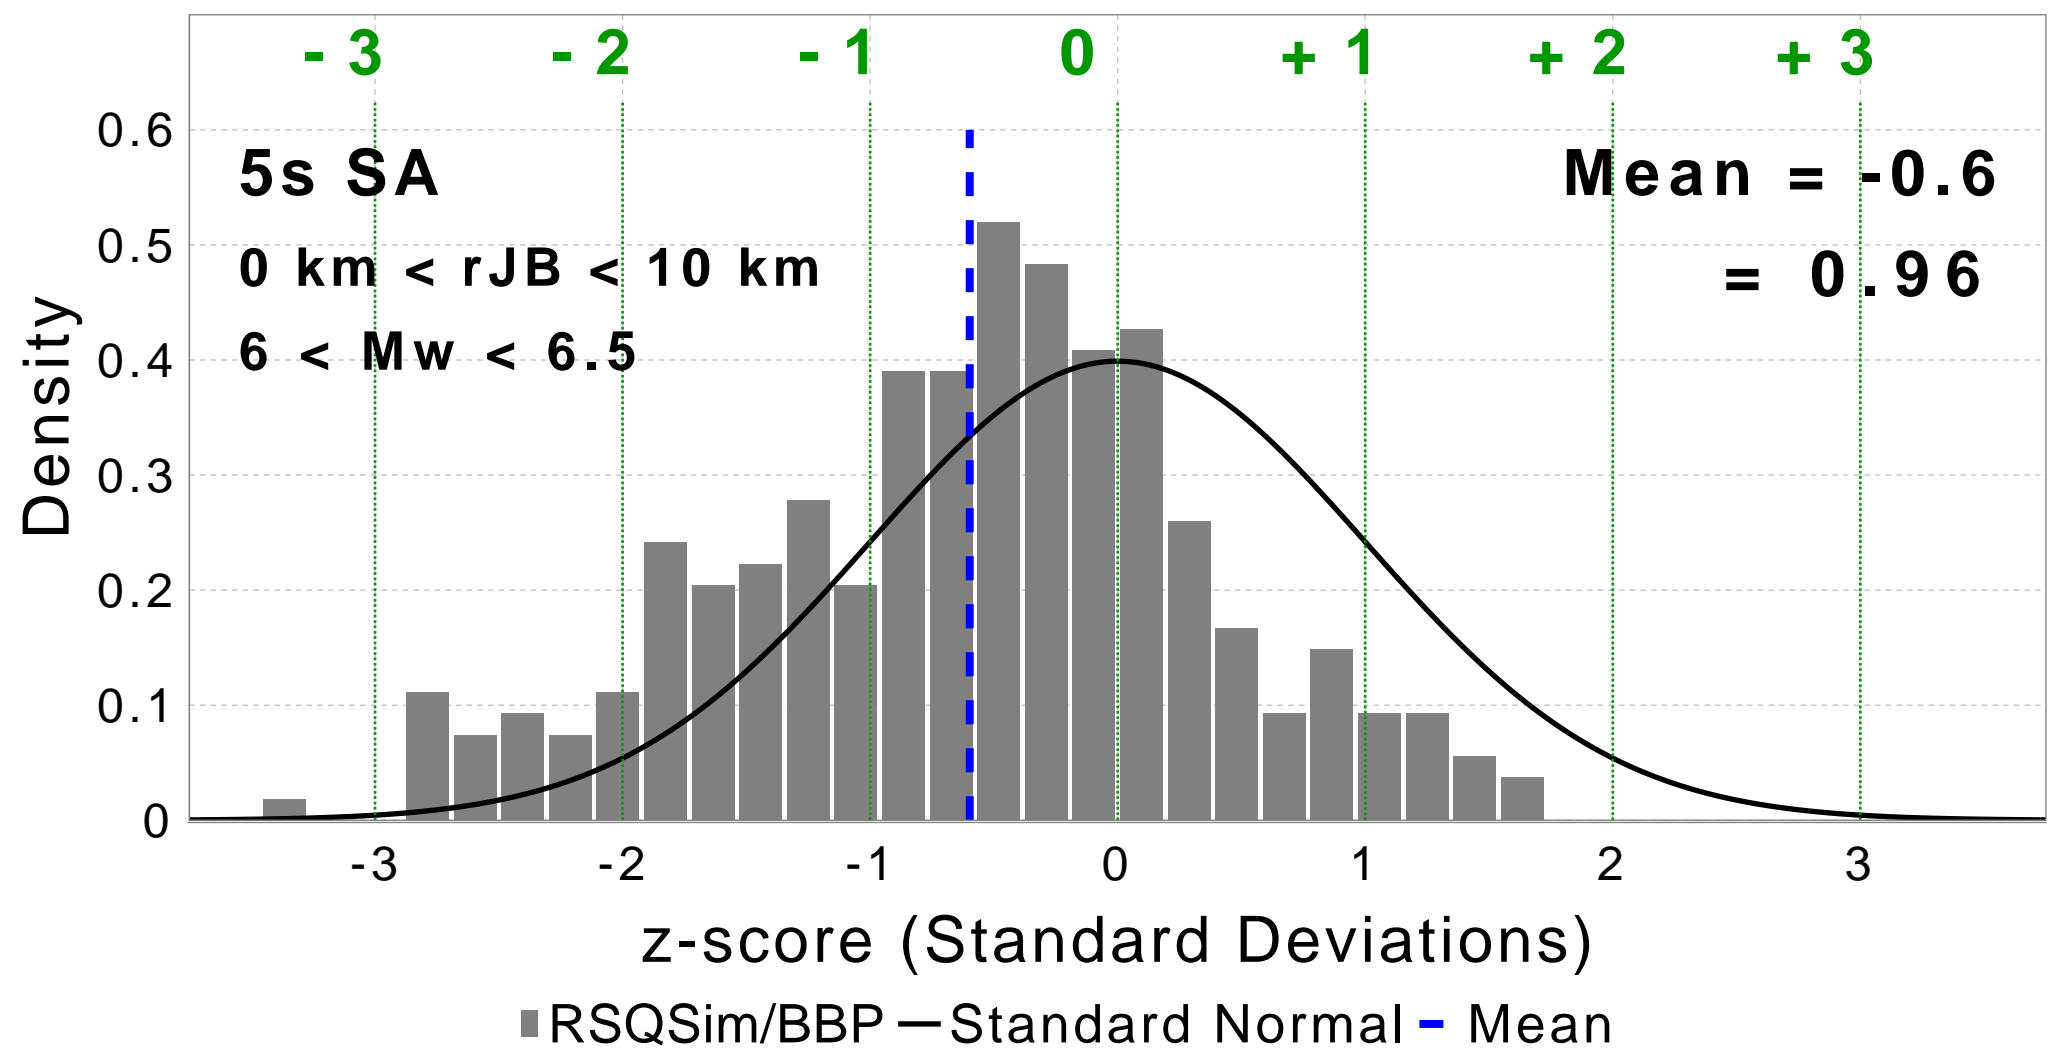 - 3 - 2 - 1 0 + 1 + 2 + 3
0.6
0.5
0.4
0.3
0.2
0.1
0
Density
5s SA
0 km < rJB < 10 km
6 < Mw < 6.5
Mean = -0.6
= 0.96
-3 -2 -1 0 1 2 3
z-score (Standard Deviations)
RSQSim/BBP Standard Normal Mean